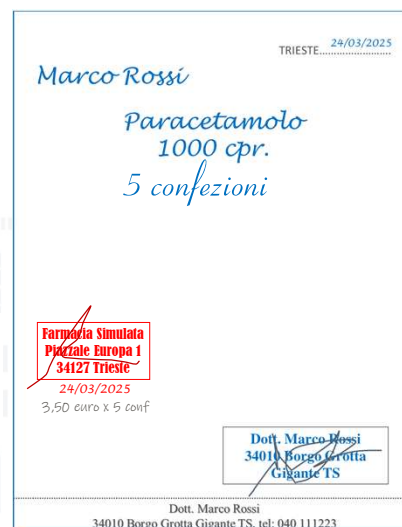 TRIESTE 24/03/2025
Marco Rossi
Paracetamolo
1000 cpr.
5 confezioni
Farmacia Simulata
Piazzale Europa 1
34127 Trieste
24/03/2025
3,50 euro x 5 conf
Dott. Marco Rossi
34010 Borgo Grotta
Gigante TS
Dott. Marco Rossi
34010 Borgo Grotta Gigante TS, tel: 040 111223